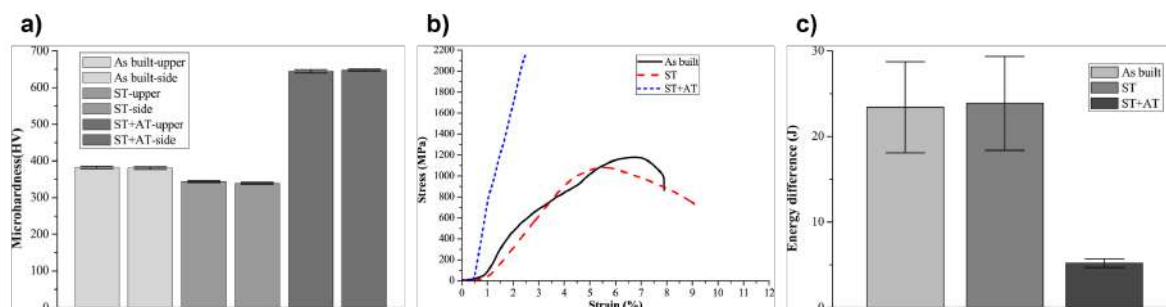 a)
b)
c)
Microhardness(HV)
700
600
500
400
300
200
100
0
As built-upper
As built-side
ST-upper
ST-side
ST+AT-upper
ST+AT-side
Stress (MPa)
2200
2000
1800
1600
1400
1200
1000
800
600
400
200
0
As built
ST
ST+AT
0 1 2 3 4 5 6 7 8 9 10 11 12
Strain (%)
Energy difference (J)
30
20
10
0
As built
ST
ST+AT